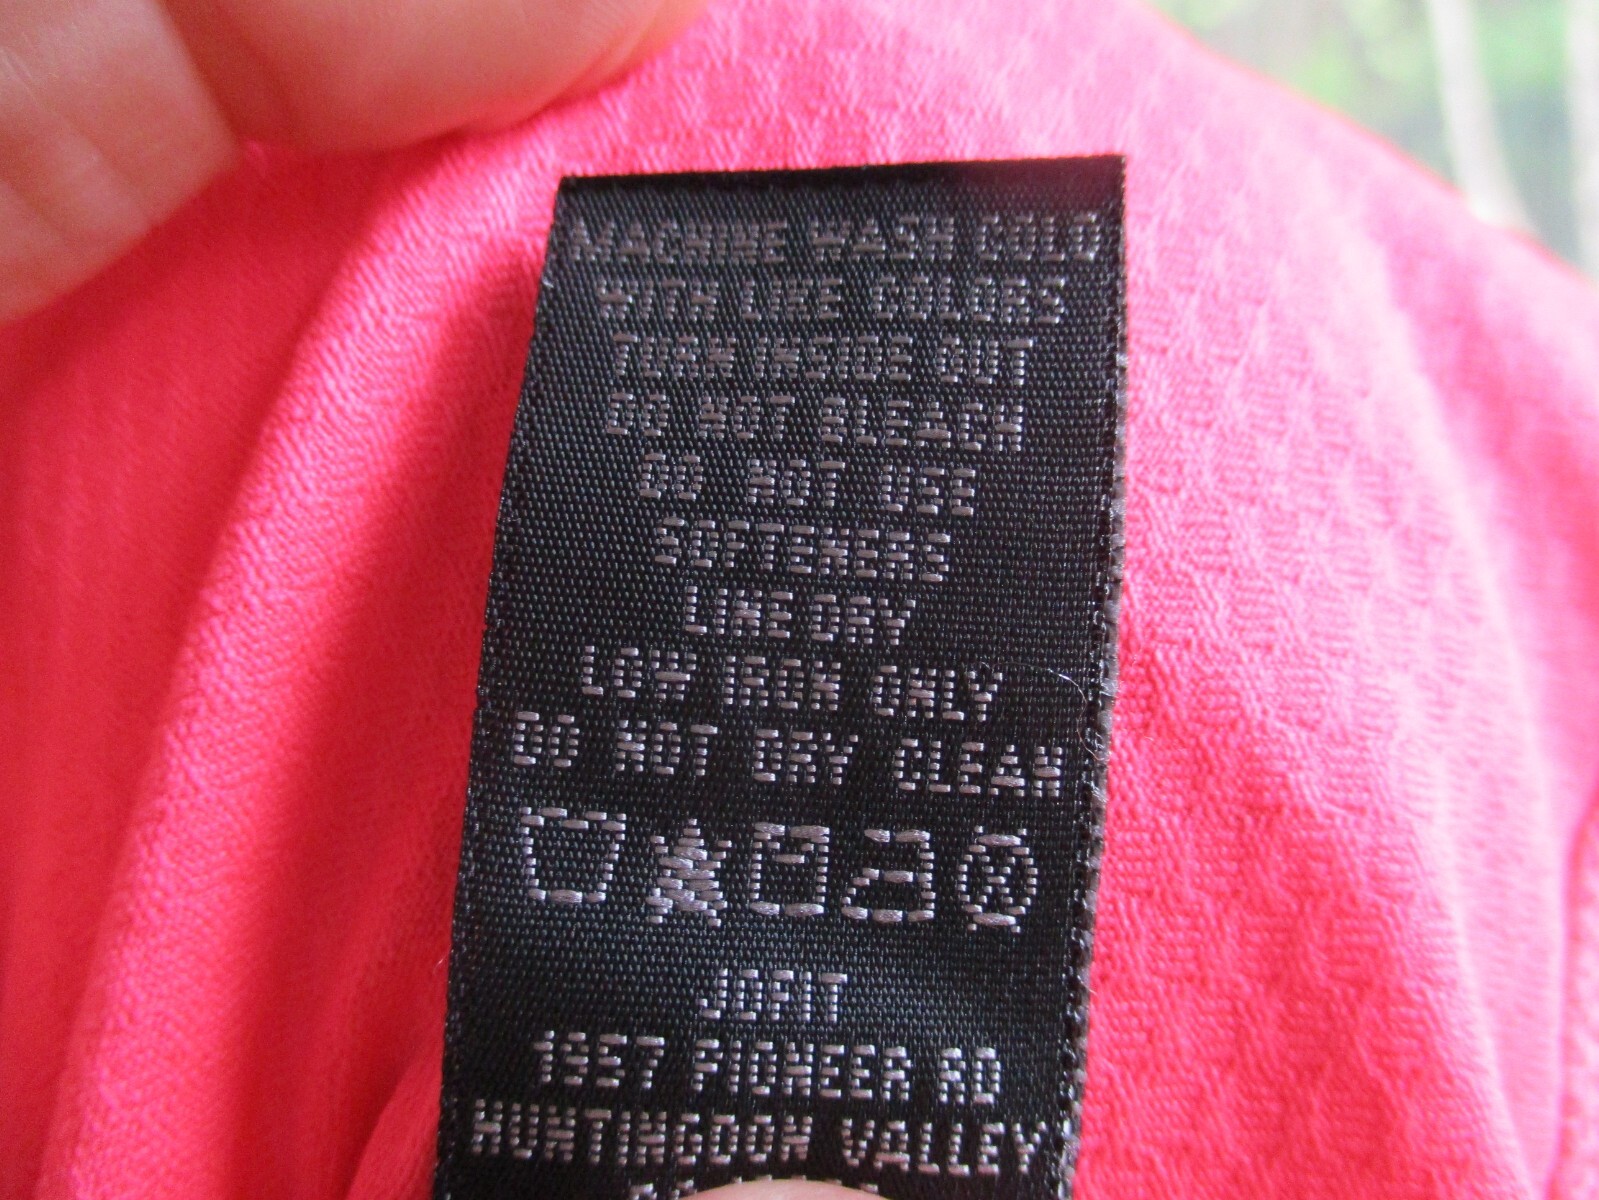 MACHINE WASH COLD
WITH LIKE COLORS
TURN INSIDE OUT
DO NOT BLEACH
DO NOT USE
SOFTENERS
LINE DRY
LOW IRON ONLY
DO NOT DRY CLEAN
JOFIT
1957 PIONEER RD
HUNTINGDON VALLEY